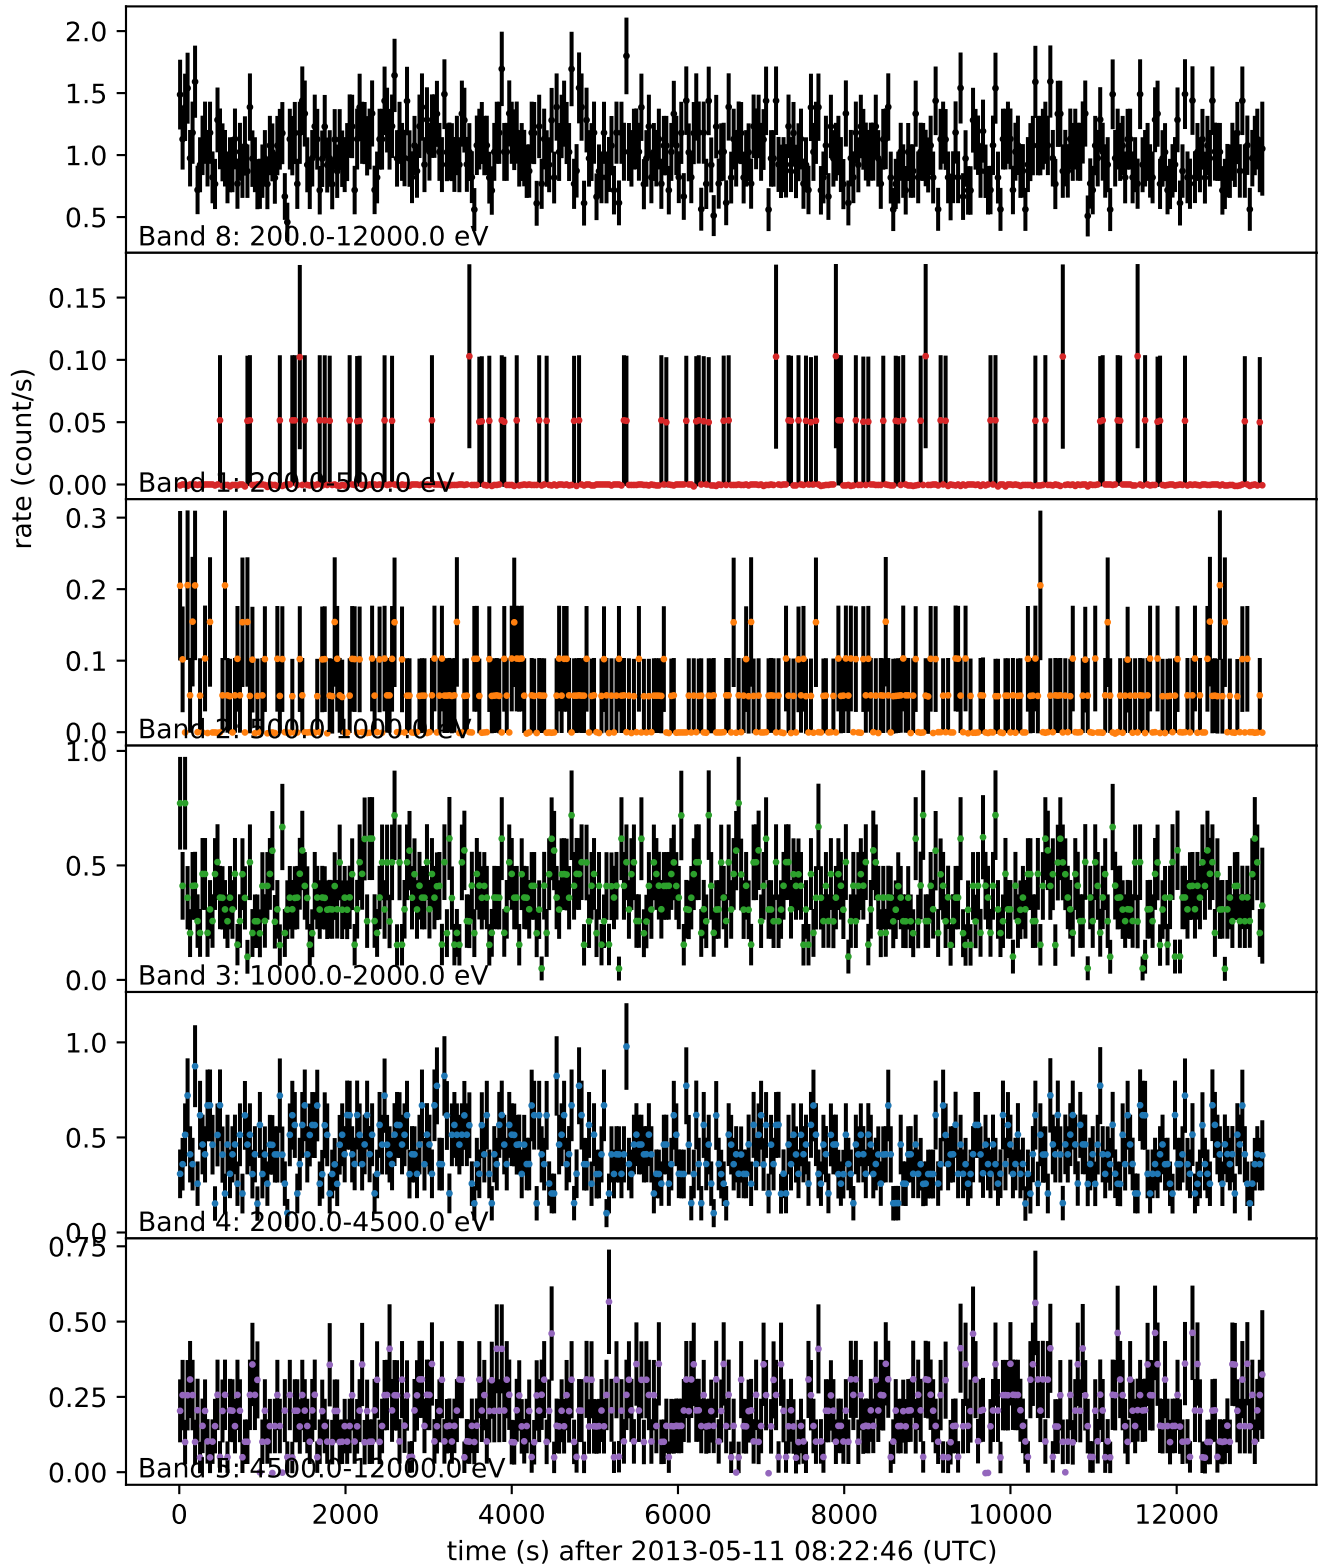 2.0
1.5
1.0
0.5
Band 8: 200.0-12000.0 eV
0.15
0.10
0.05
0.00
Band 1: 200.0-500.0 eV
rate (count/s)
0.3
0.2
0.1
0.0
Band 2: 500.0-1000.0 eV
1.0
0.5
0.0
Band 3: 1000.0-2000.0 eV
1.0
0.5
0.0
Band 4: 2000.0-4500.0 eV
0.75
0.50
0.25
0.00
Band 5: 4500.0-12000.0 eV
0 2000 4000 6000 8000 10000 12000
time (s) after 2013-05-11 08:22:46 (UTC)